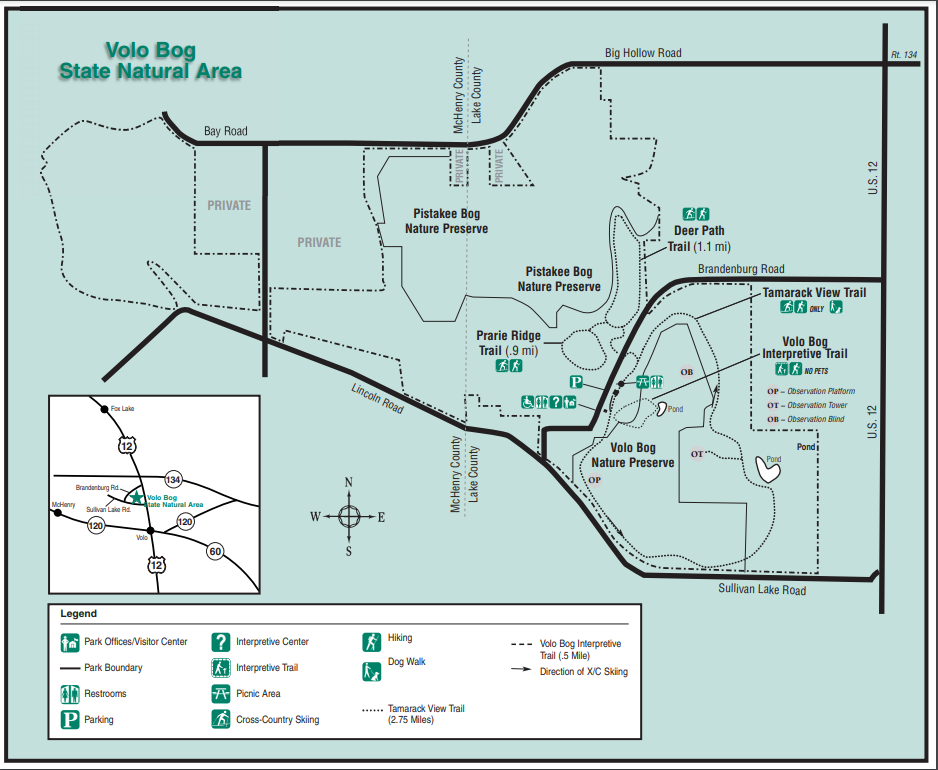 Volo Bog
State Natural Area
Big Hollow Road
Rt. 134
McHenry County
Lake County
Bay Road
U.S. 12
PRIVATE
PRIVATE
PRIVATE
PRIVATE
Pistakee Bog
Nature Preserve
Deer Path
Trail (1.1 mi)
Pistakee Bog
Nature Preserve
Brandenburg Road
Tamarack View Trail
ONLY
Prarie Ridge
Trail (.9 mi)
Volo Bog
Interpretive Trail
NO PETS
OB
P
?
Pond
OP – Observation Platform
OT – Observation Tower
OB – Observation Blind
Lincoln Road
U.S. 12
McHenry County
Lake County
Volo Bog
Nature Preserve
Pond
OT
Pond
OP
N
W
E
S
Sullivan Lake Road
Fox Lake
12
134
Brandenburg Rd.
Volo Bog
State Natural Area
Sullivan Lake Rd.
McHenry
120
120
Volo
60
12
Legend
Park Offices/Visitor Center
? Interpretive Center
Hiking
Volo Bog Interpretive
Trail (.5 Mile)
Park Boundary
Interpretive Trail
Dog Walk
Direction of X/C Skiing
Restrooms
Picnic Area
P Parking
Cross-Country Skiing
Tamarack View Trail
(2.75 Miles)